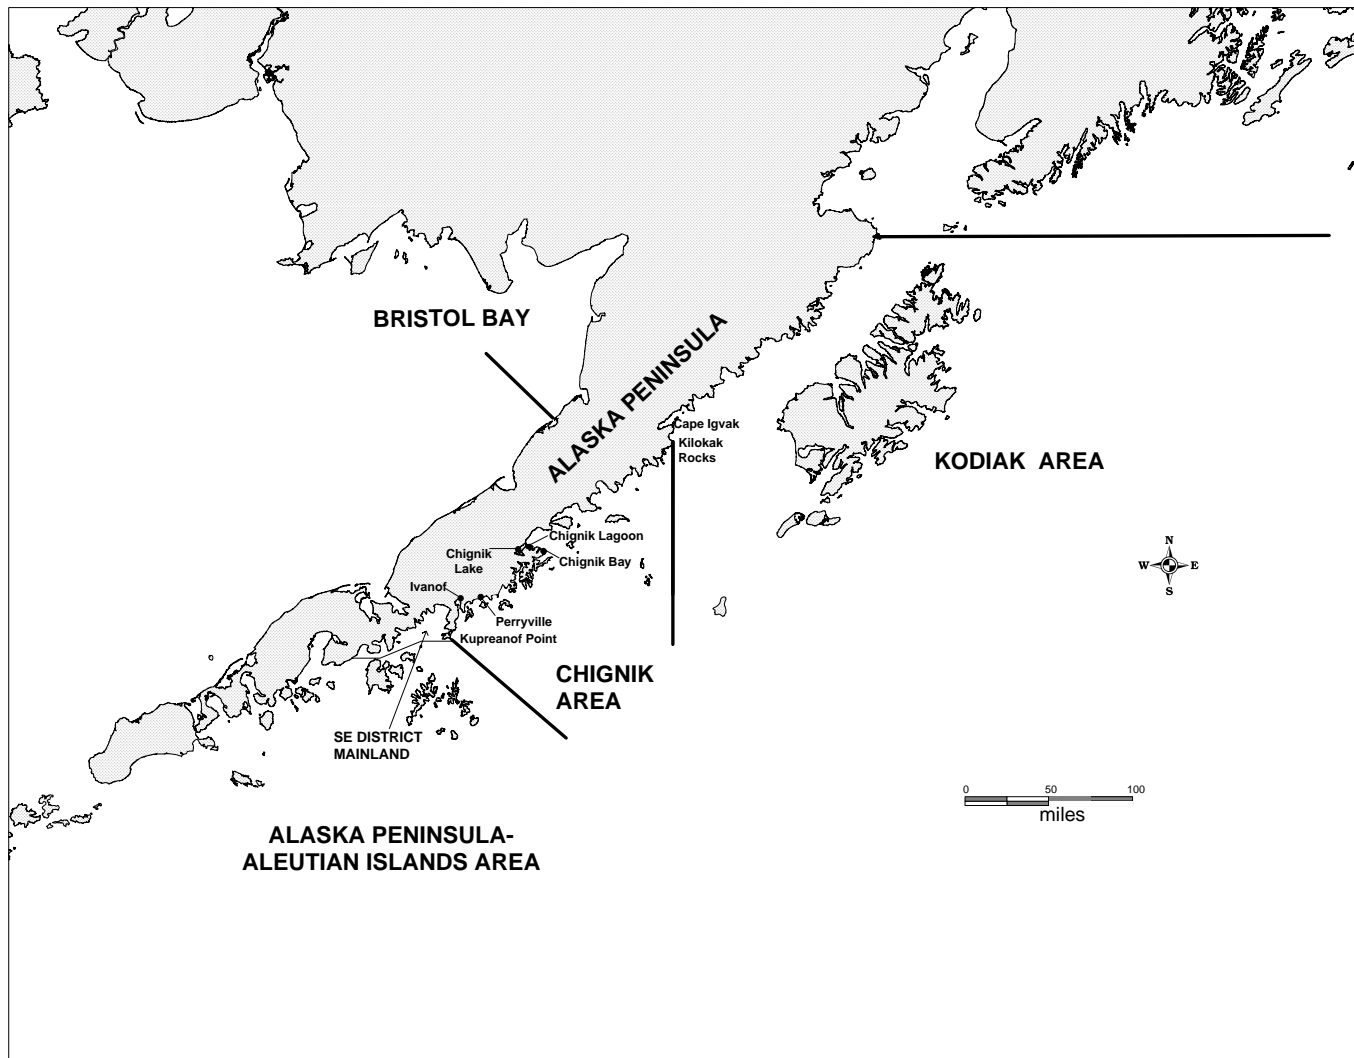 BRISTOL BAY
ALASKA PENINSULA
Cape Igvak
Kilokak
Rocks
KODIAK AREA
Chignik Lagoon
Chignik
Lake
Chignik Bay
Ivanof
Perryville
Kupreanof Point
N
W E
S
CHIGNIK
AREA
SE DISTRICT
MAINLAND
0 50 100
miles
ALASKA PENINSULA-
ALEUTIAN ISLANDS AREA